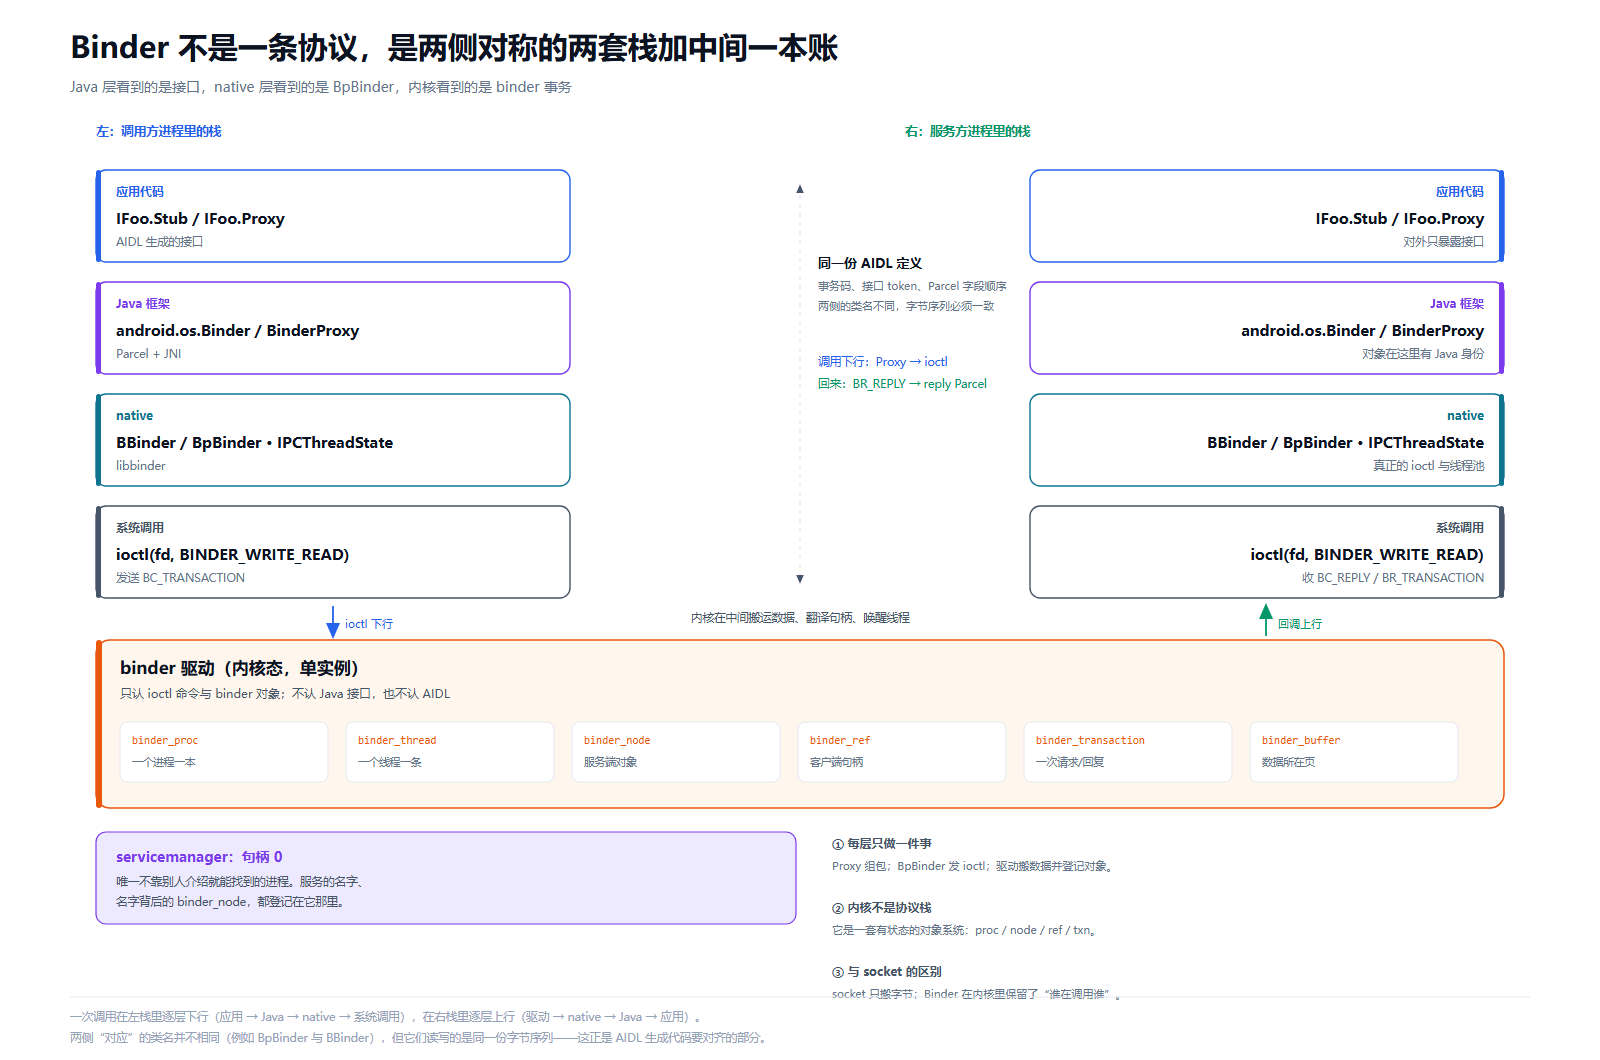 Binder 不是一条协议，是两侧对称的两套栈加中间一本账
Java 层看到的是接口，native 层看到的是 BpBinder，内核看到的是 binder 事务
左：调用方进程里的栈
右：服务方进程里的栈
应用代码
IFoo.Stub / IFoo.Proxy
AIDL 生成的接口
Java 框架
android.os.Binder / BinderProxy
Parcel + JNI
native
BBinder / BpBinder • IPCThreadState
libbinder
系统调用
ioctl(fd, BINDER_WRITE_READ)
发送 BC_TRANSACTION
同一份 AIDL 定义
事务码、接口 token、Parcel 字段顺序
两侧的类名不同，字节序列必须一致
调用下行：Proxy → ioctl
回来：BR_REPLY → reply Parcel
应用代码
IFoo.Stub / IFoo.Proxy
对外只暴露接口
Java 框架
android.os.Binder / BinderProxy
对象在这里有 Java 身份
native
BBinder / BpBinder • IPCThreadState
真正的 ioctl 与线程池
系统调用
ioctl(fd, BINDER_WRITE_READ)
收 BC_REPLY / BR_TRANSACTION
ioctl 下行
内核在中间搬运数据、翻译句柄、唤醒线程
回调上行
binder 驱动（内核态，单实例）
只认 ioctl 命令与 binder 对象；不认 Java 接口，也不认 AIDL
binder_proc
一个进程一本
binder_thread
一个线程一条
binder_node
服务端对象
binder_ref
客户端句柄
binder_transaction
一次请求/回复
binder_buffer
数据所在页
servicemanager：句柄 0
唯一不靠别人介绍就能找到的进程。服务的名字、
名字背后的 binder_node，都登记在它那里。
① 每层只做一件事
Proxy 组包；BpBinder 发 ioctl；驱动搬数据并登记对象。
② 内核不是协议栈
它是一套有状态的对象系统：proc / node / ref / txn。
③ 与 socket 的区别
socket 只搬字节；Binder 在内核里保留了“谁在调用谁”。
一次调用在左栈里逐层下行（应用 → Java → native → 系统调用），在右栈里逐层上行（驱动 → native → Java → 应用）。
两侧“对应”的类名并不相同（例如 BpBinder 与 BBinder），但它们读写的是同一份字节序列——这正是 AIDL 生成代码要对齐的部分。